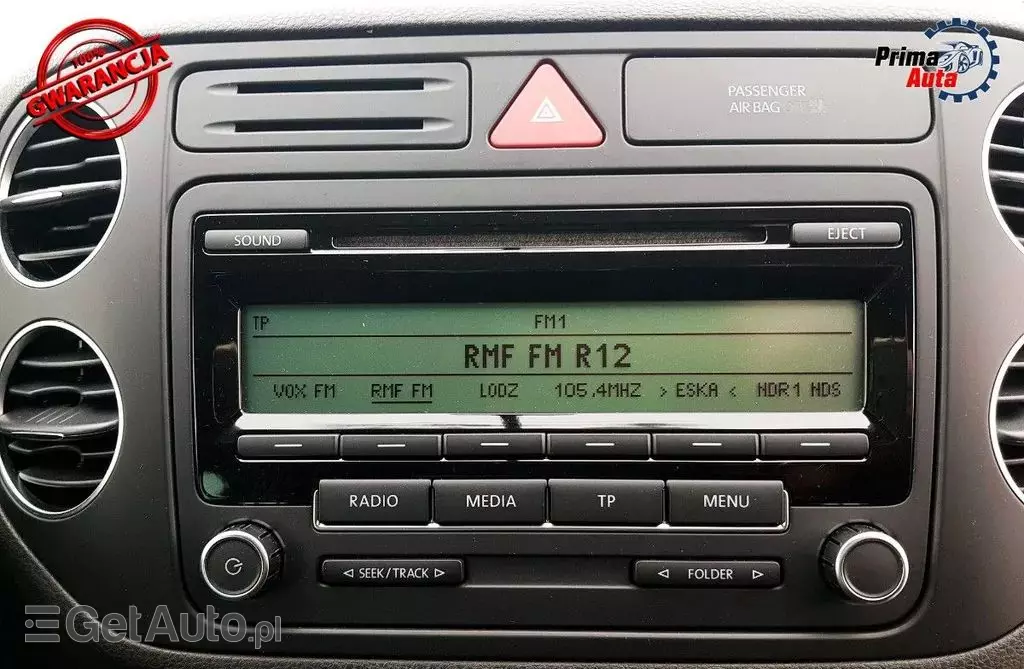 100%
GWARANCJA
Prima
Auta
PASSENGER
AIR BAG
SOUND
EJECT
TP FM1
RMF FM R12
VOX FM RMF FM LODZ 105,4MHZ > ESKA < NDR1 NDS
RADIO MEDIA TP MENU
◁ SEEK/TRACK ▷ ◁ FOLDER ▷
GetAuto.pl